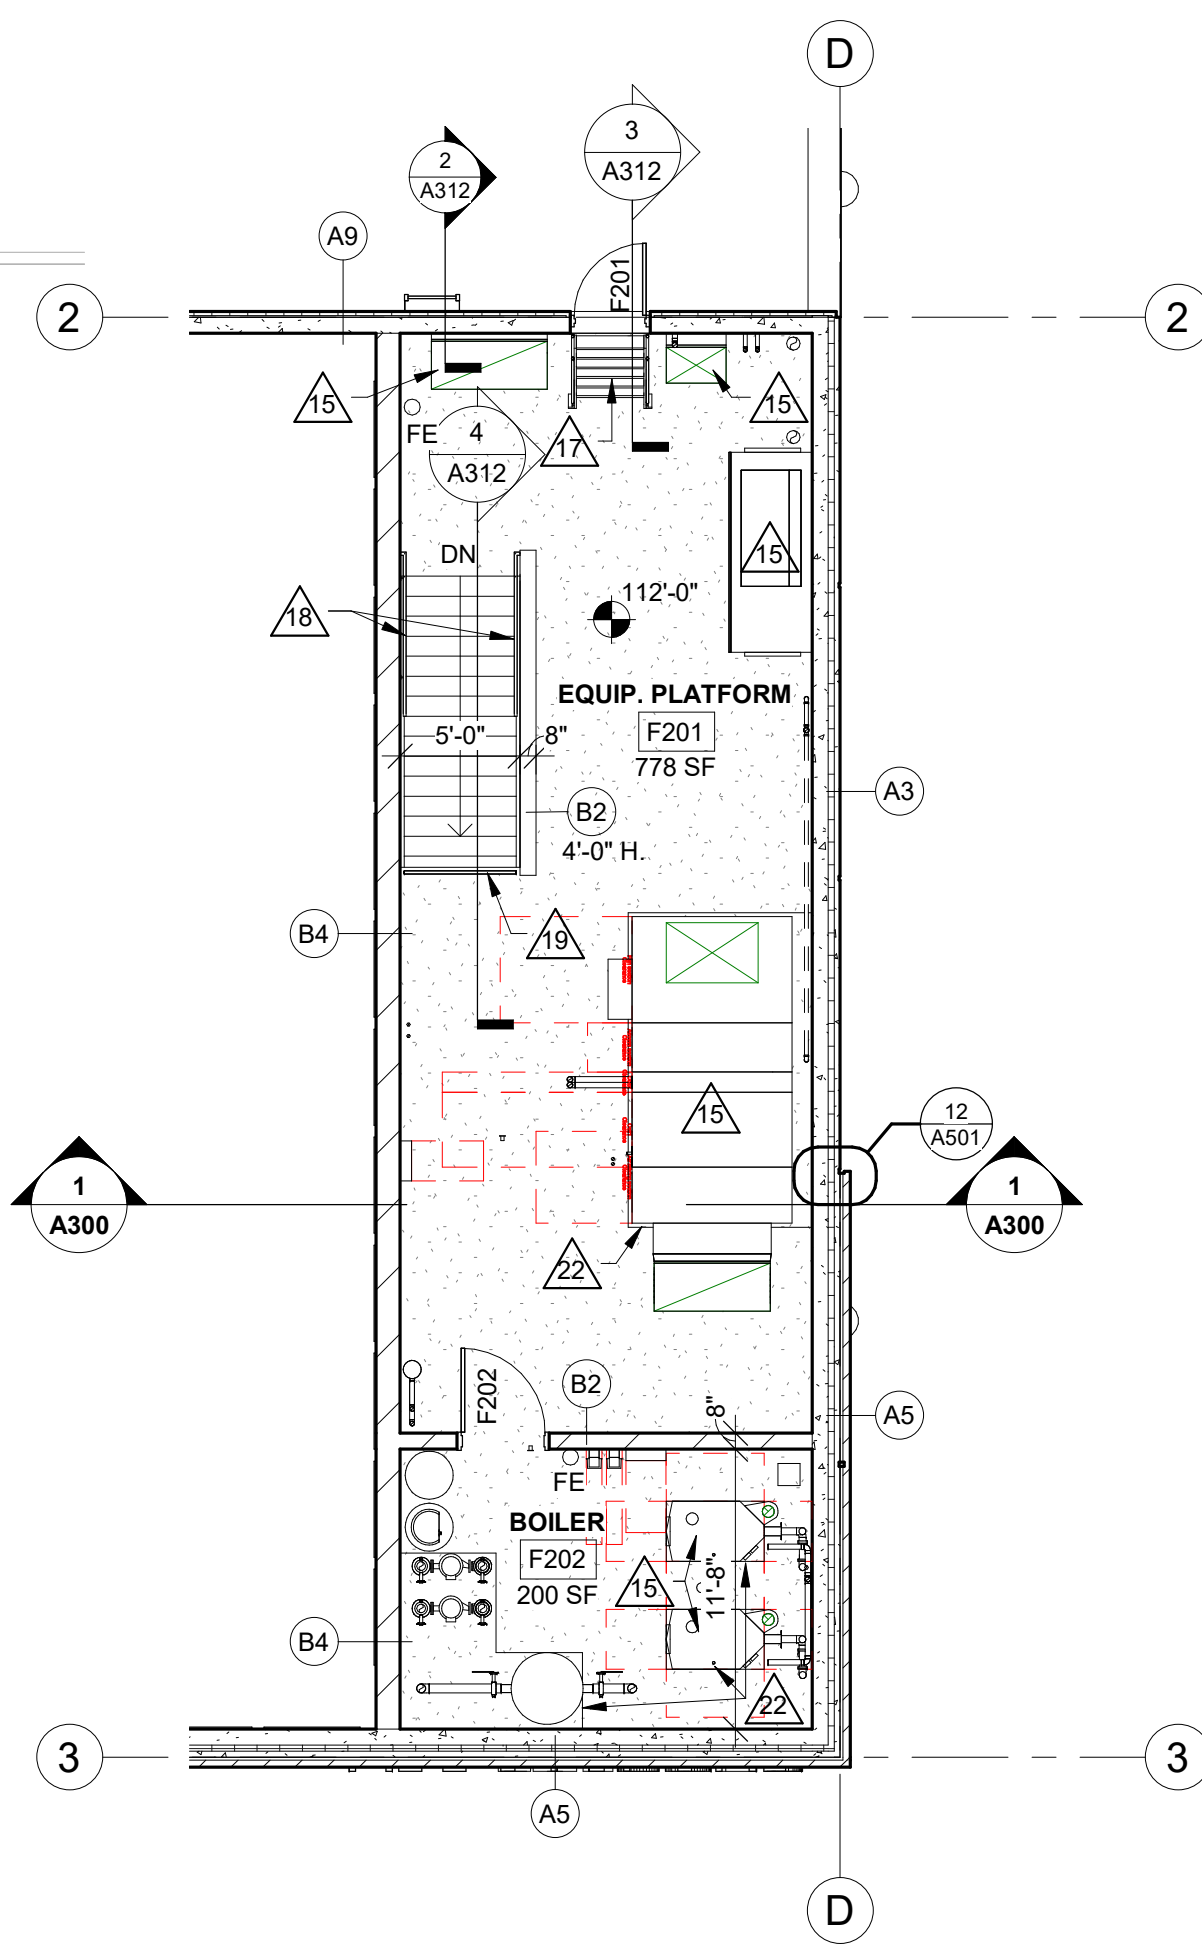 D
3
A312
2
A312
A9
F201
2
2
15
15
FE
4
A312
17
DN
15
112'-0"
18
EQUIP. PLATFORM
F201
778 SF
5'-0"
8"
A3
B2
4'-0" H.
B4
19
15
12
A501
1
A300
1
A300
22
F202
B2
8"
A5
FE
BOILER
F202
200 SF
15
11'-8"
B4
22
3
3
A5
D